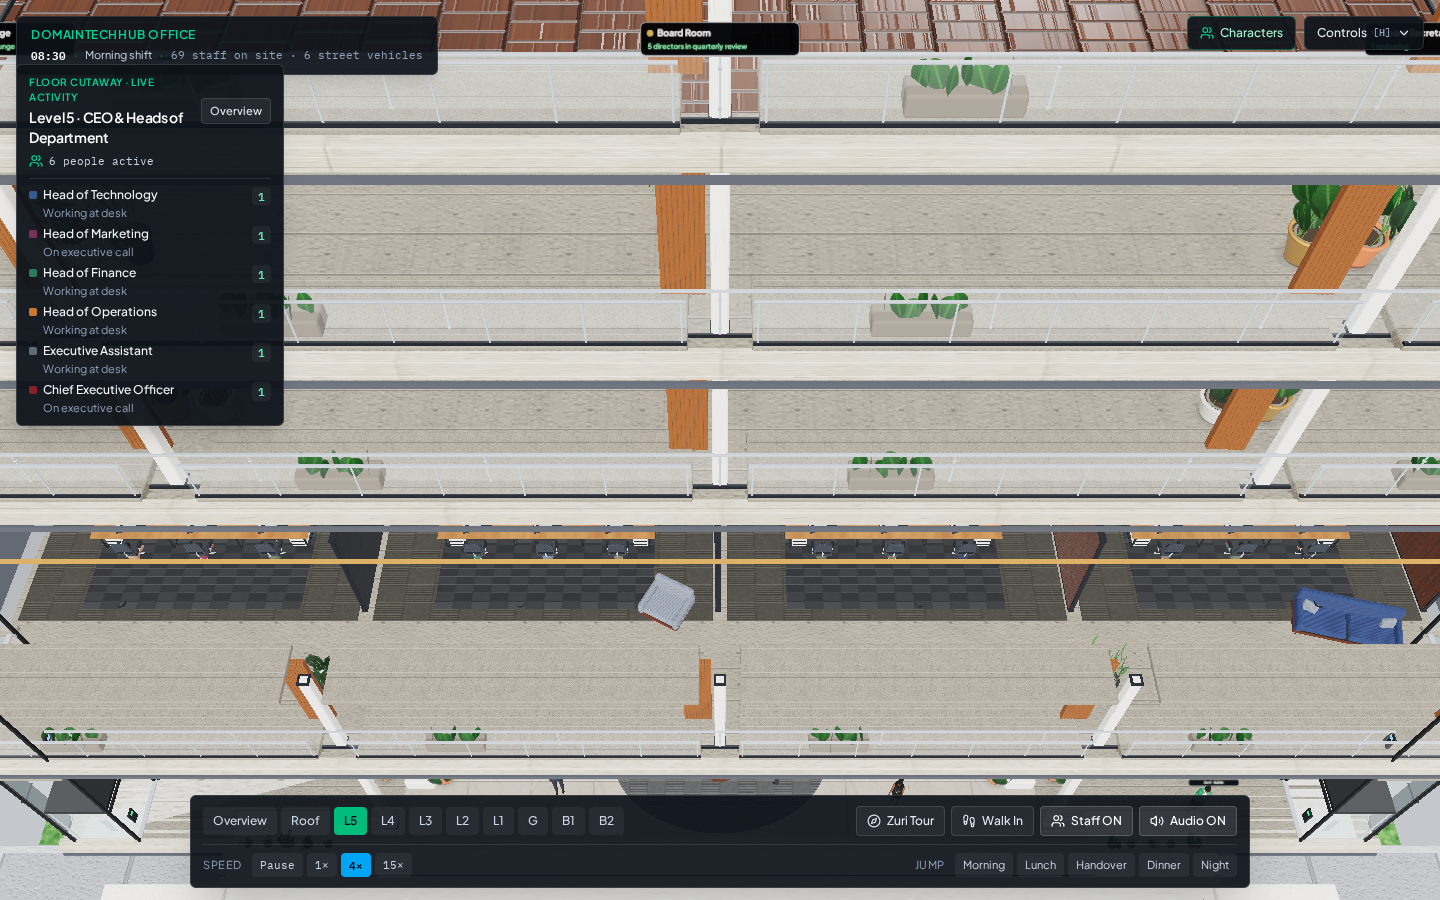 DOMAINTECHHUB OFFICE
08:30 · Morning shift · 69 staff on site · 6 street vehicles
Board Room
5 directors in quarterly review
Characters
Controls [H]
FLOOR CUTAWAY · LIVE
ACTIVITY
Level 5 · CEO & Heads of
Department
Overview
6 people active
Head of Technology 1
Working at desk
Head of Marketing 1
On executive call
Head of Finance 1
Working at desk
Head of Operations 1
Working at desk
Executive Assistant 1
Working at desk
Chief Executive Officer 1
On executive call
Overview Roof L5 L4 L3 L2 L1 G B1 B2
Zuri Tour Walk In Staff ON Audio ON
SPEED Pause 1× 4× 15×
JUMP Morning Lunch Handover Dinner Night